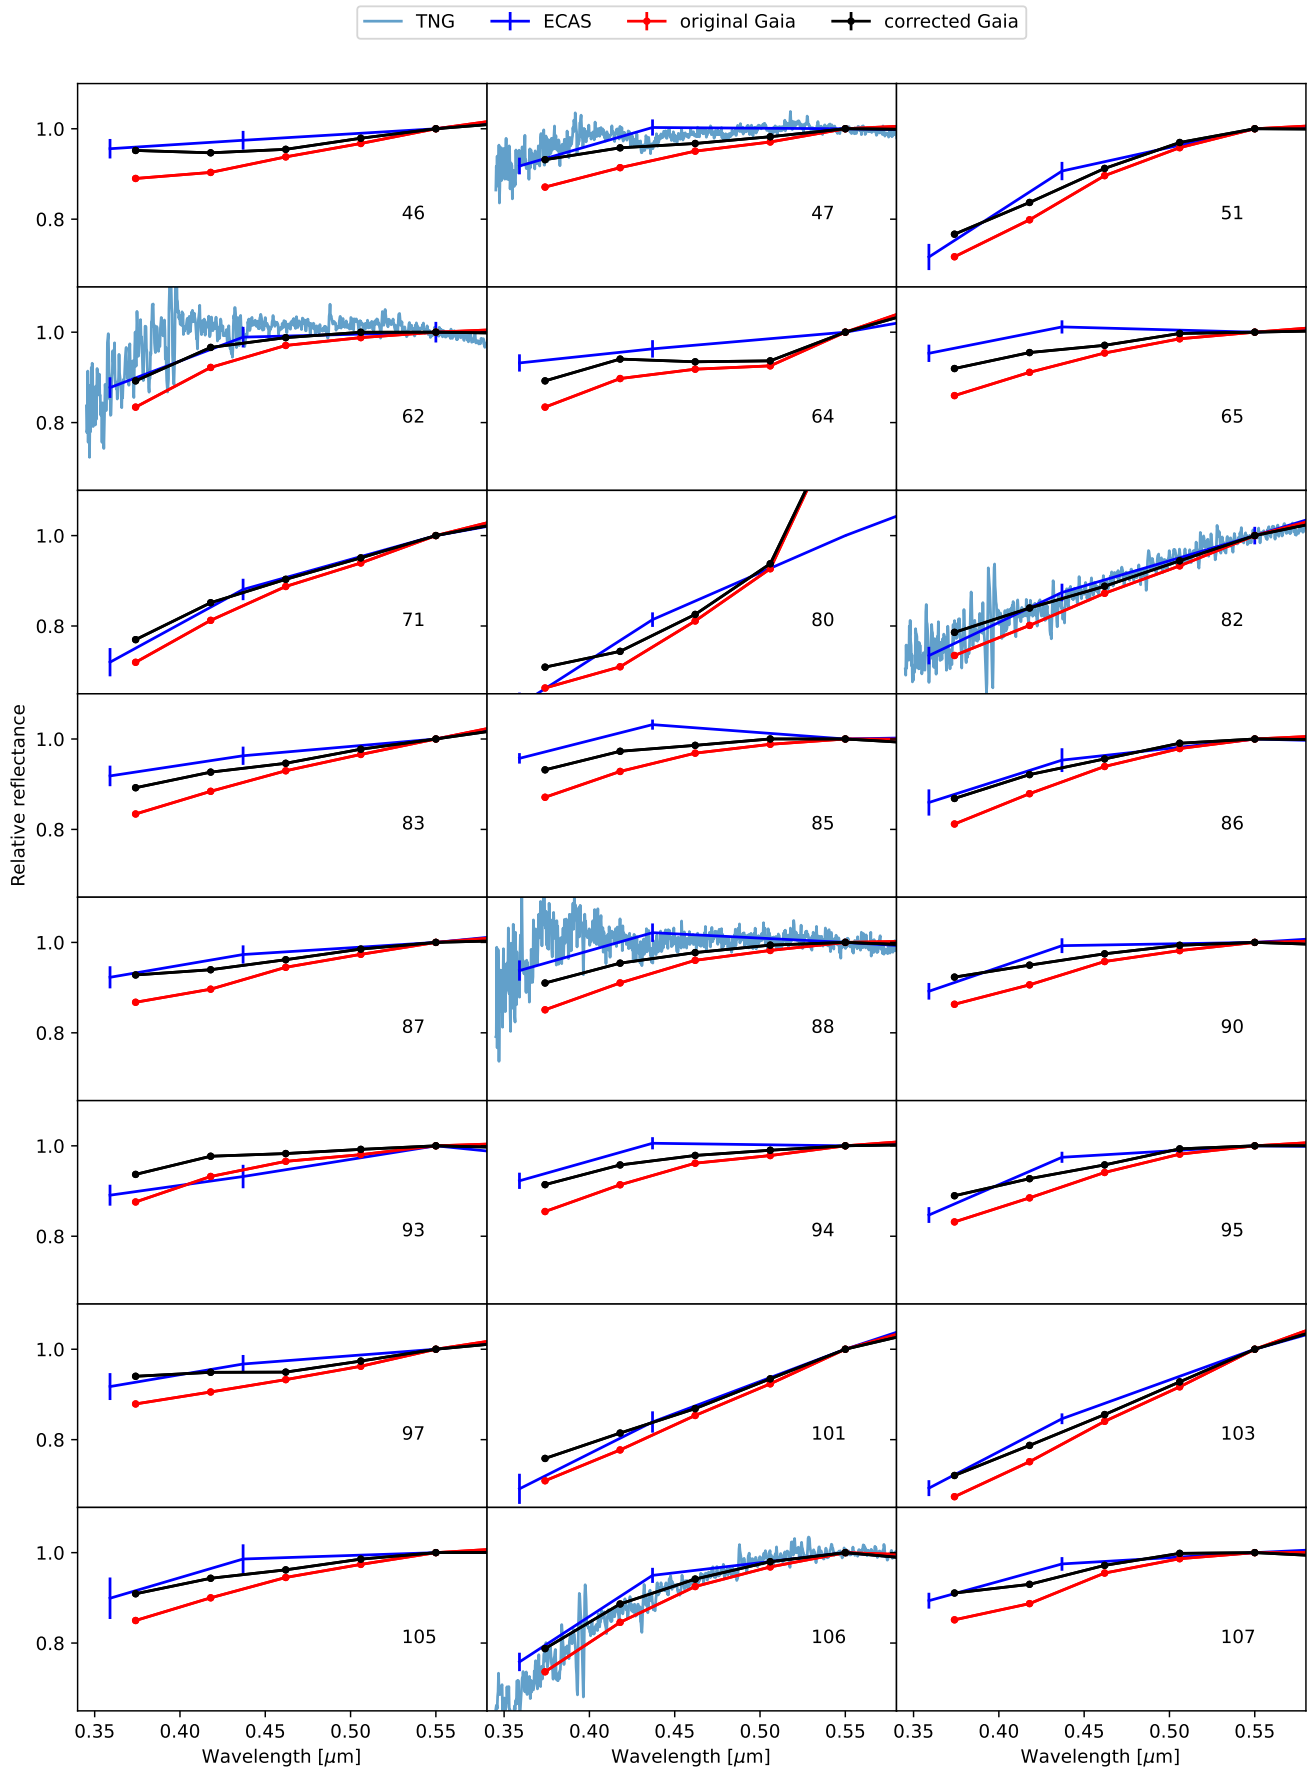 TNG ECAS original Gaia corrected Gaia
1.0
0.8
46 47 51
1.0
0.8
62 64 65
1.0
0.8
71 80 82
Relative reflectance
1.0
0.8
83 85 86
1.0
0.8
87 88 90
1.0
0.8
93 94 95
1.0
0.8
97 101 103
1.0
0.8
105 106 107
0.35 0.40 0.45 0.50 0.55 0.35 0.40 0.45 0.50 0.55 0.35 0.40 0.45 0.50 0.55
Wavelength [μm] Wavelength [μm] Wavelength [μm]